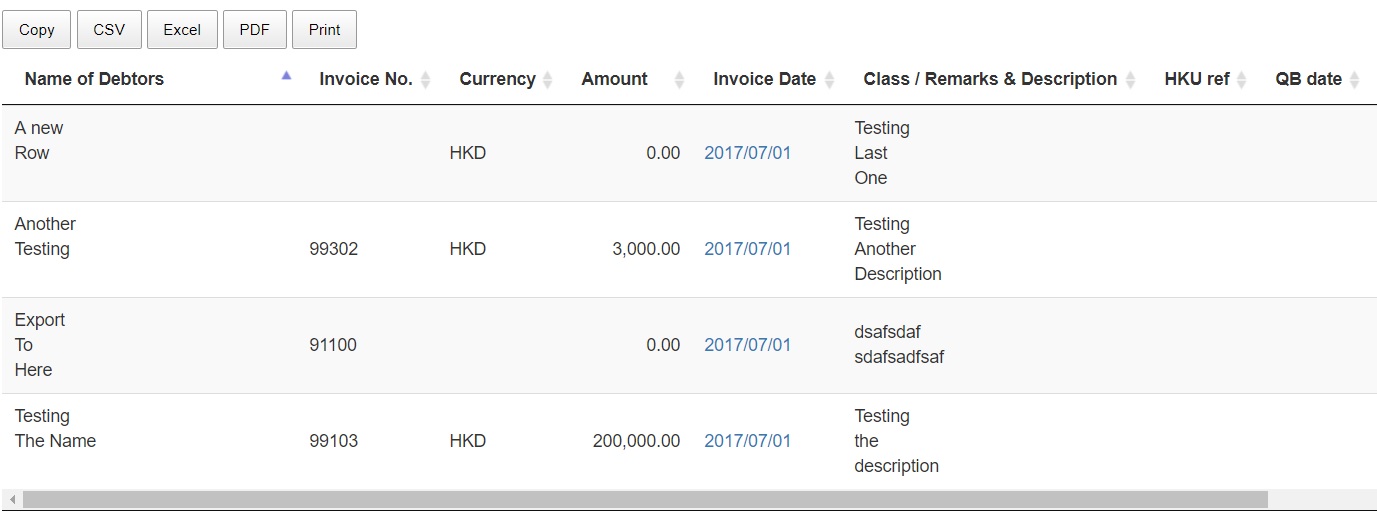 Copy CSV Excel PDF Print
Name of Debtors Invoice No. Currency Amount Invoice Date Class / Remarks & Description HKU ref QB date
A new
Row
HKD 0.00 2017/07/01
Testing
Last
One
Another
Testing
99302 HKD 3,000.00 2017/07/01
Testing
Another
Description
Export
To
Here
91100 0.00 2017/07/01
dsafsdaf
sdafsadfsaf
Testing
The Name
99103 HKD 200,000.00 2017/07/01
Testing
the
description